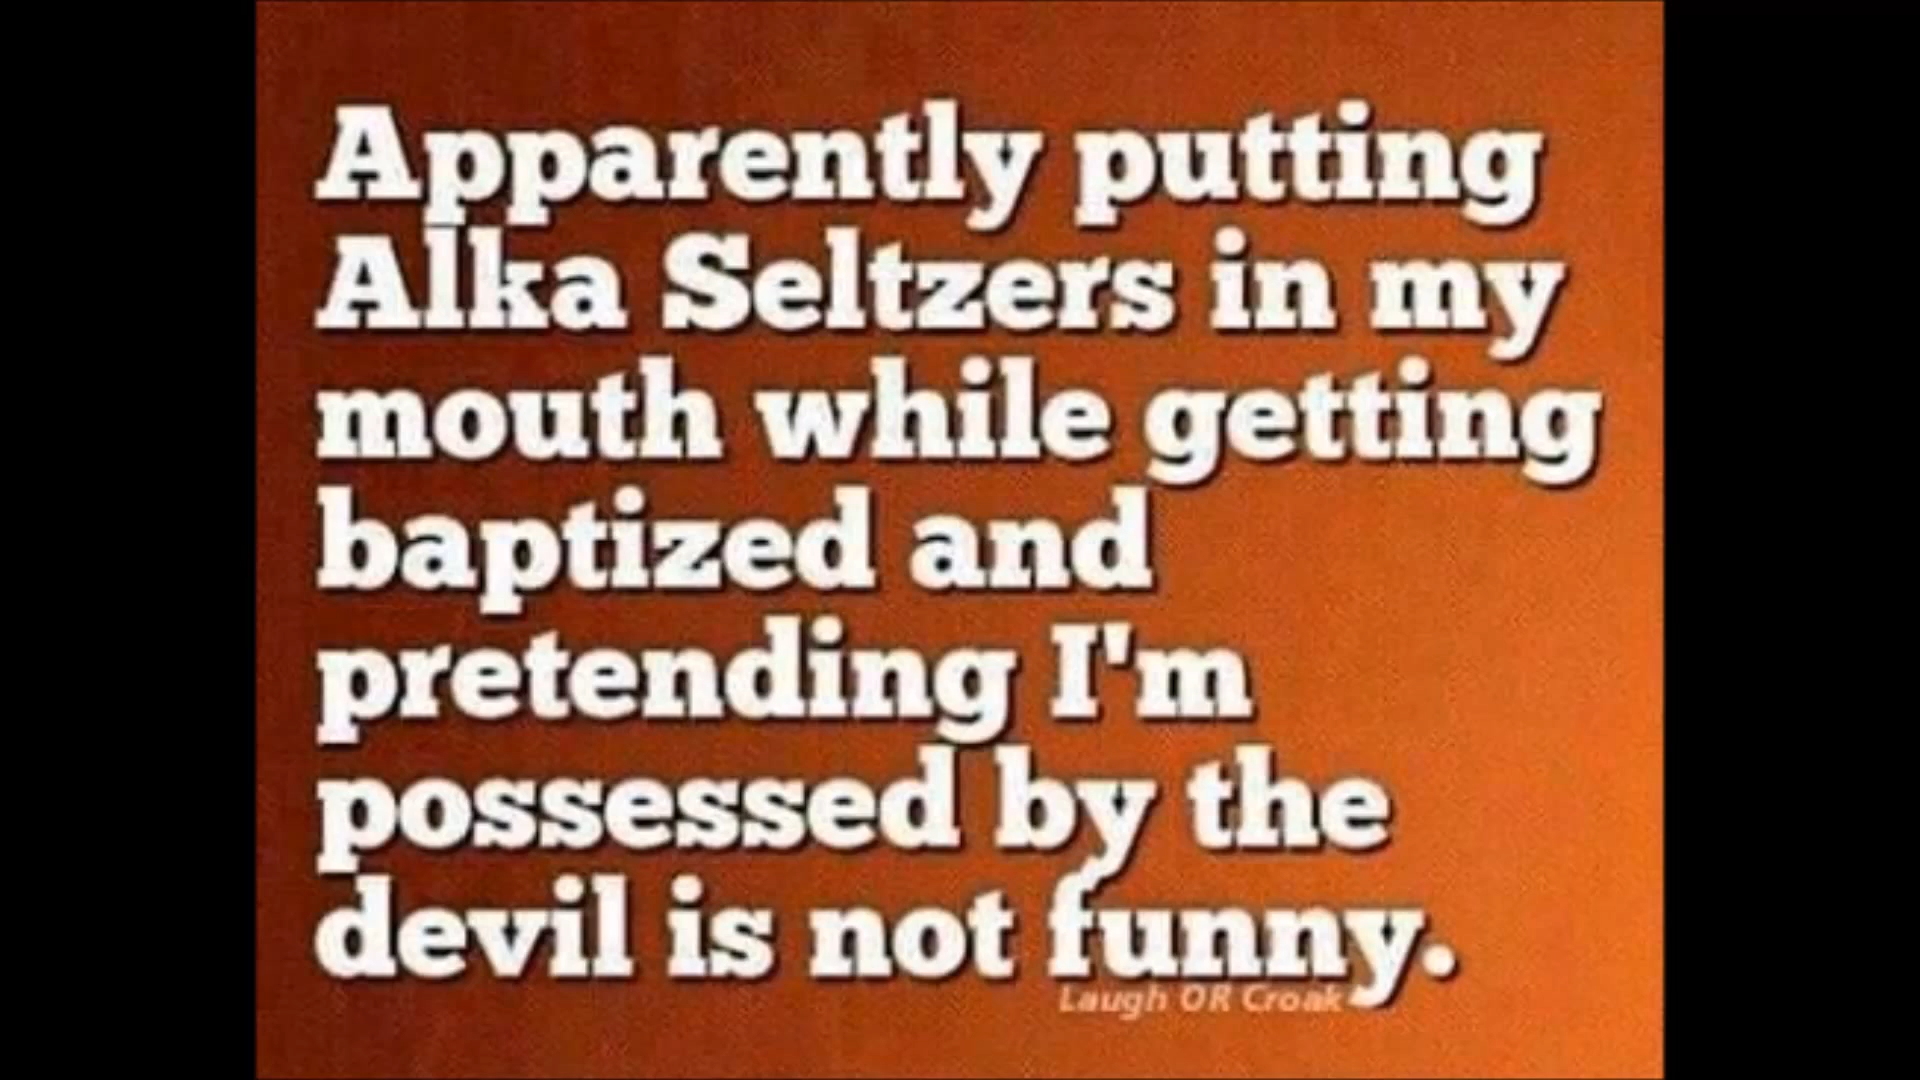 Apparently putting
Alka Seltzers in my
mouth while getting
baptized and
pretending I'm
possessed by the
devil is not funny.
Laugh OR Croak